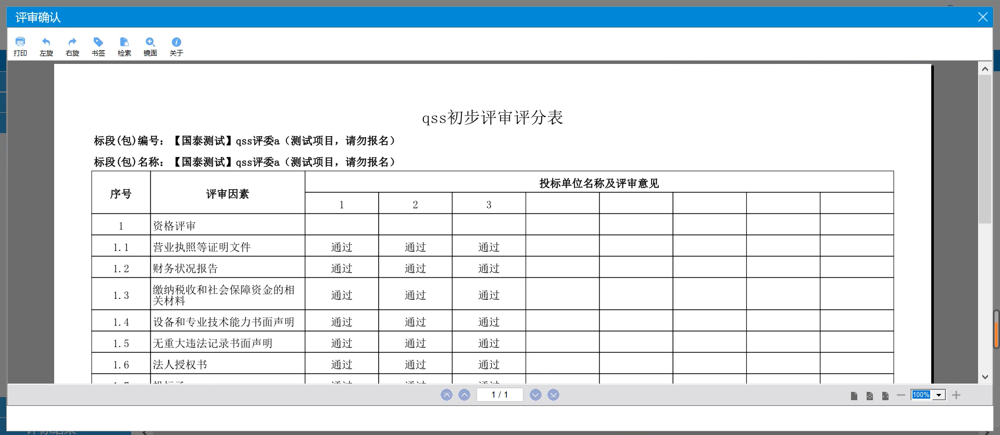 评审确认
打印 左旋 右旋 书签 检索 镜面 关于
qss初步评审评分表
标段(包)编号：【国泰测试】qss评委a（测试项目，请勿报名）
标段(包)名称：【国泰测试】qss评委a（测试项目，请勿报名）
序号 评审因素 投标单位名称及评审意见
1 2 3
1 资格评审
1.1 营业执照等证明文件 通过 通过 通过
1.2 财务状况报告 通过 通过 通过
1.3 缴纳税收和社会保障资金的相
关材料 通过 通过 通过
1.4 设备和专业技术能力书面声明 通过 通过 通过
1.5 无重大违法记录书面声明 通过 通过 通过
1.6 法人授权书 通过 通过 通过
1 / 1
100%